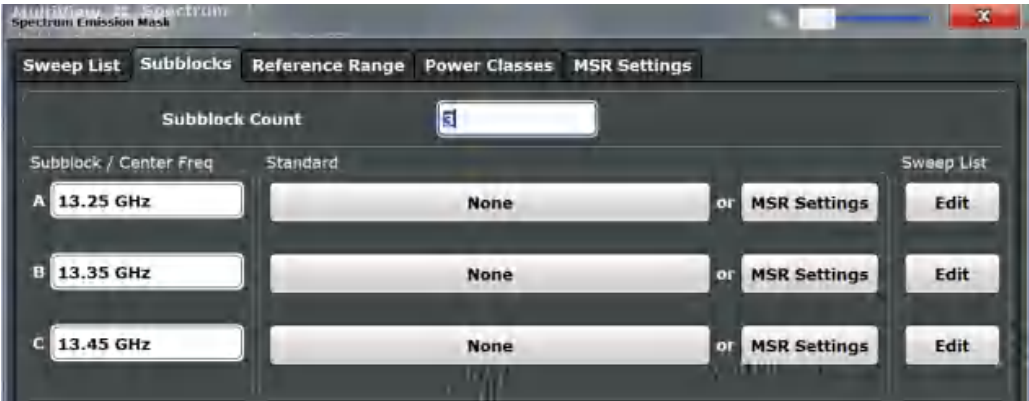 MultiView Spectrum
Spectrum Emission Mask
Sweep List Subblocks Reference Range Power Classes MSR Settings
Subblock Count 3
Subblock / Center Freq Standard Sweep List
A 13.25 GHz None or MSR Settings Edit
B 13.35 GHz None or MSR Settings Edit
C 13.45 GHz None or MSR Settings Edit